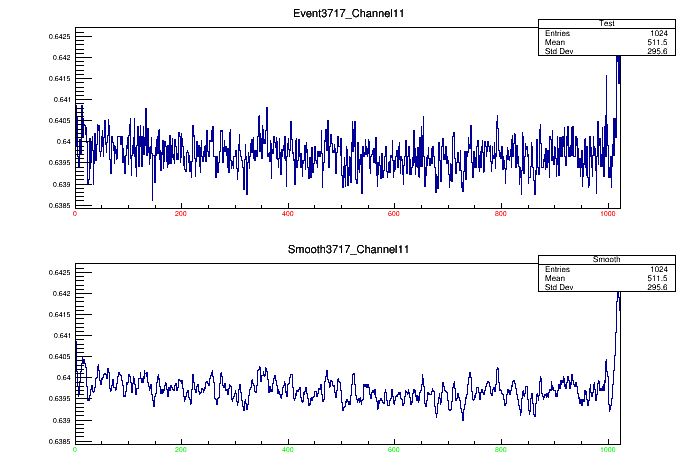 Event3717_Channel11
Test
Entries 1024
Mean 511.5
Std Dev 295.6
0.6425
0.642
0.6415
0.641
0.6405
0.64
0.6395
0.639
0.6385
0 200 400 600 800 1000
Smooth3717_Channel11
Smooth
Entries 1024
Mean 511.5
Std Dev 295.6
0.6425
0.642
0.6415
0.641
0.6405
0.64
0.6395
0.639
0.6385
0 200 400 600 800 1000